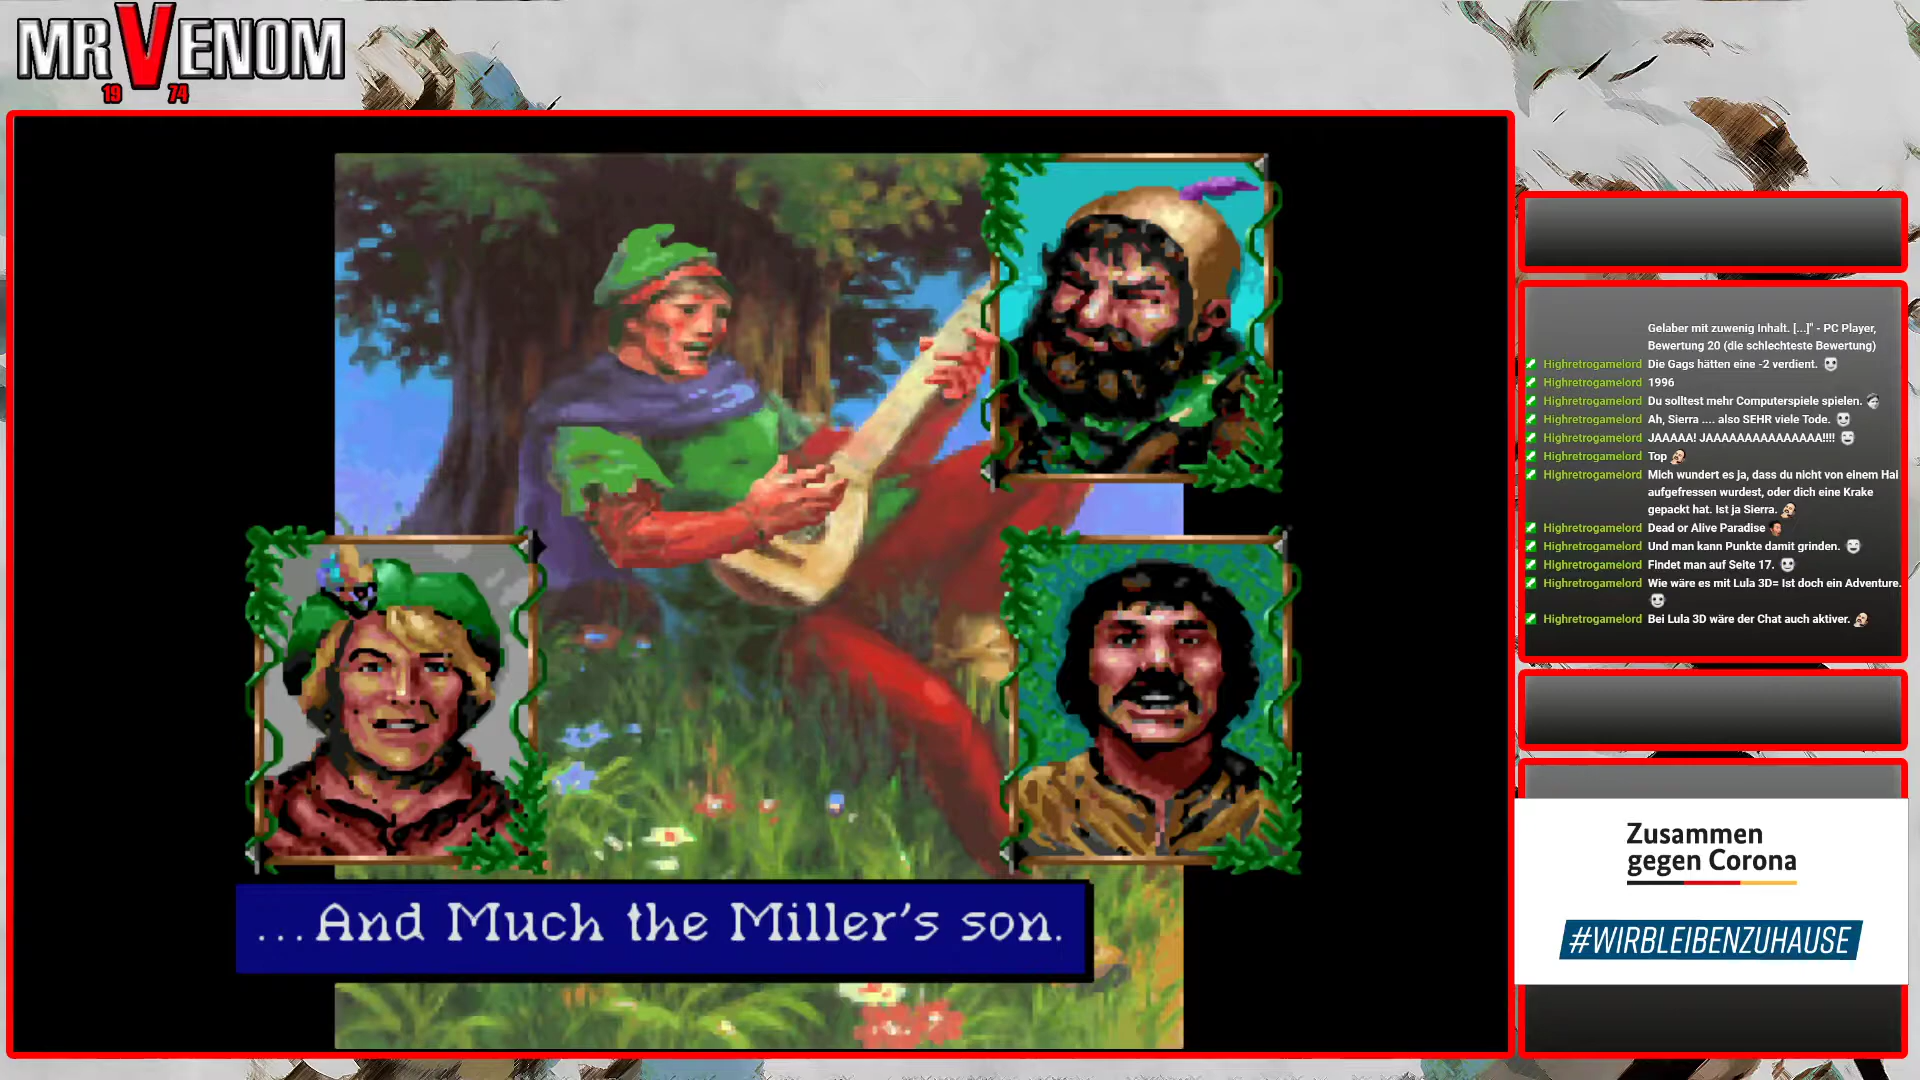 MRVENOM
19 74
...And Much the Miller's son.
Gelaber mit zuwenig Inhalt. [...]" - PC Player,
Bewertung 20 (die schlechteste Bewertung)
Highretrogamelord Die Gags hätten eine -2 verdient.
Highretrogamelord 1996
Highretrogamelord Du solltest mehr Computerspiele spielen.
Highretrogamelord Ah, Sierra .... also SEHR viele Tode.
Highretrogamelord JAAAAA! JAAAAAAAAAAAAAAA!!!!
Highretrogamelord Top
Highretrogamelord Mich wundert es ja, dass du nicht von einem Hai
aufgefressen wurdest, oder dich eine Krake
gepackt hat. Ist ja Sierra.
Highretrogamelord Dead or Alive Paradise
Highretrogamelord Und man kann Punkte damit grinden.
Highretrogamelord Findet man auf Seite 17.
Highretrogamelord Wie wäre es mit Lula 3D= Ist doch ein Adventure.
Highretrogamelord Bei Lula 3D wäre der Chat auch aktiver.
Zusammen
gegen Corona
#WIRBLEIBENZUHAUSE